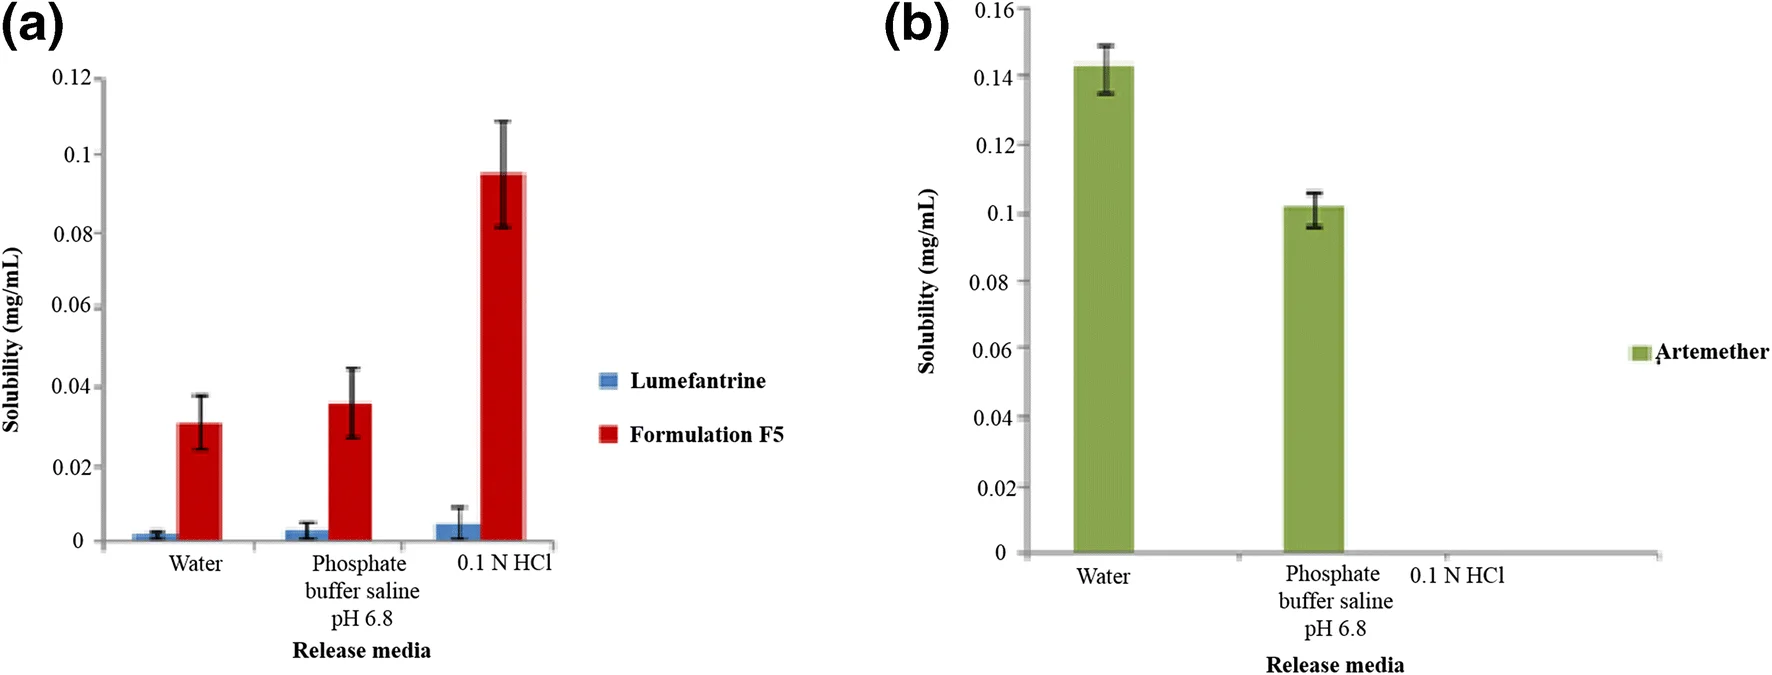 (a)
0.12
0.1
0.08
0.06
0.04
0.02
0
Solubility (mg/mL)
Water
Phosphate
buffer saline
pH 6.8
0.1 N HCl
Release media
Lumefantrine
Formulation F5
(b)
0.16
0.14
0.12
0.1
0.08
0.06
0.04
0.02
0
Solubility (mg/mL)
Water
Phosphate
buffer saline
pH 6.8
0.1 N HCl
Release media
Artemether